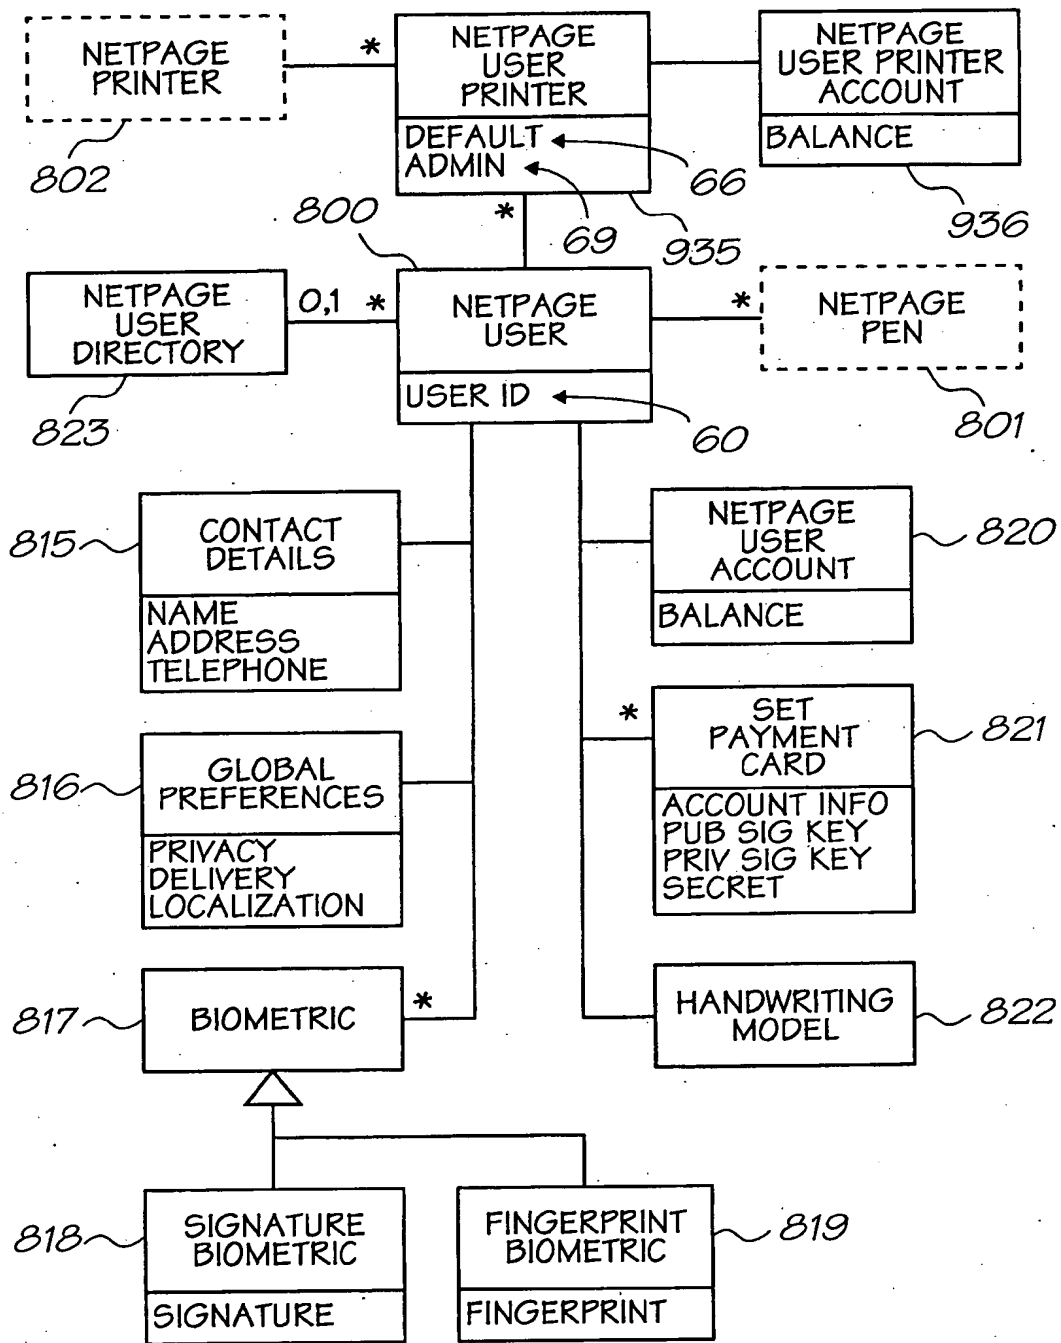 NETPAGE
PRINTER
802
*
NETPAGE
USER
PRINTER
DEFAULT
ADMIN
66
69
935
NETPAGE
USER PRINTER
ACCOUNT
BALANCE
936
*
800
NETPAGE
USER
DIRECTORY
823
0,1 *
NETPAGE
USER
USER ID
60
*
NETPAGE
PEN
801
815
CONTACT
DETAILS
NAME
ADDRESS
TELEPHONE
NETPAGE
USER
ACCOUNT
BALANCE
820
816
GLOBAL
PREFERENCES
PRIVACY
DELIVERY
LOCALIZATION
*
SET
PAYMENT
CARD
ACCOUNT INFO
PUB SIG KEY
PRIV SIG KEY
SECRET
821
817
BIOMETRIC
*
HANDWRITING
MODEL
822
818
SIGNATURE
BIOMETRIC
SIGNATURE
FINGERPRINT
BIOMETRIC
FINGERPRINT
819